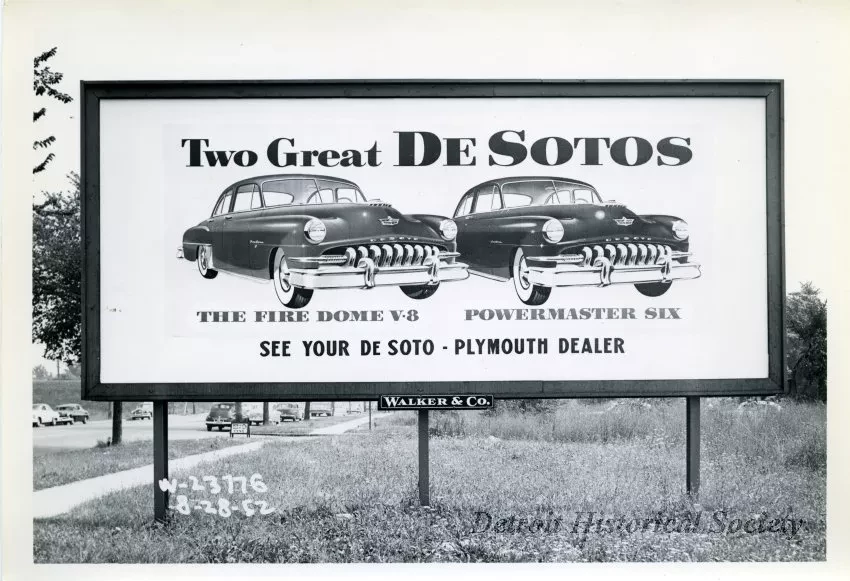 Two Great DE SOTOS
THE FIRE DOME V-8
POWERMASTER SIX
SEE YOUR DE SOTO - PLYMOUTH DEALER
WALKER & CO.
W-23776
8-28-52
Detroit Historical Society